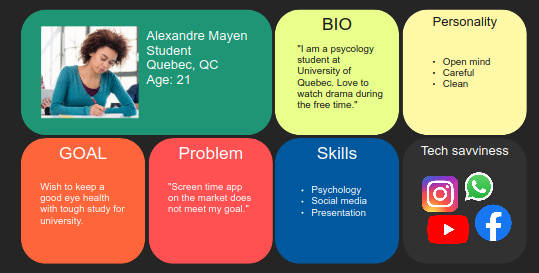 Alexandre Mayen
Student
Quebec, QC
Age: 21
BIO
"I am a psycology
student at
University of
Quebec. Love to
watch drama during
the free time."
Personality
• Open mind
• Careful
• Clean
GOAL
Wish to keep a
good eye health
with tough study for
university.
Problem
"Screen time app
on the market does
not meet my goal."
Skills
• Psychology
• Social media
• Presentation
Tech savviness